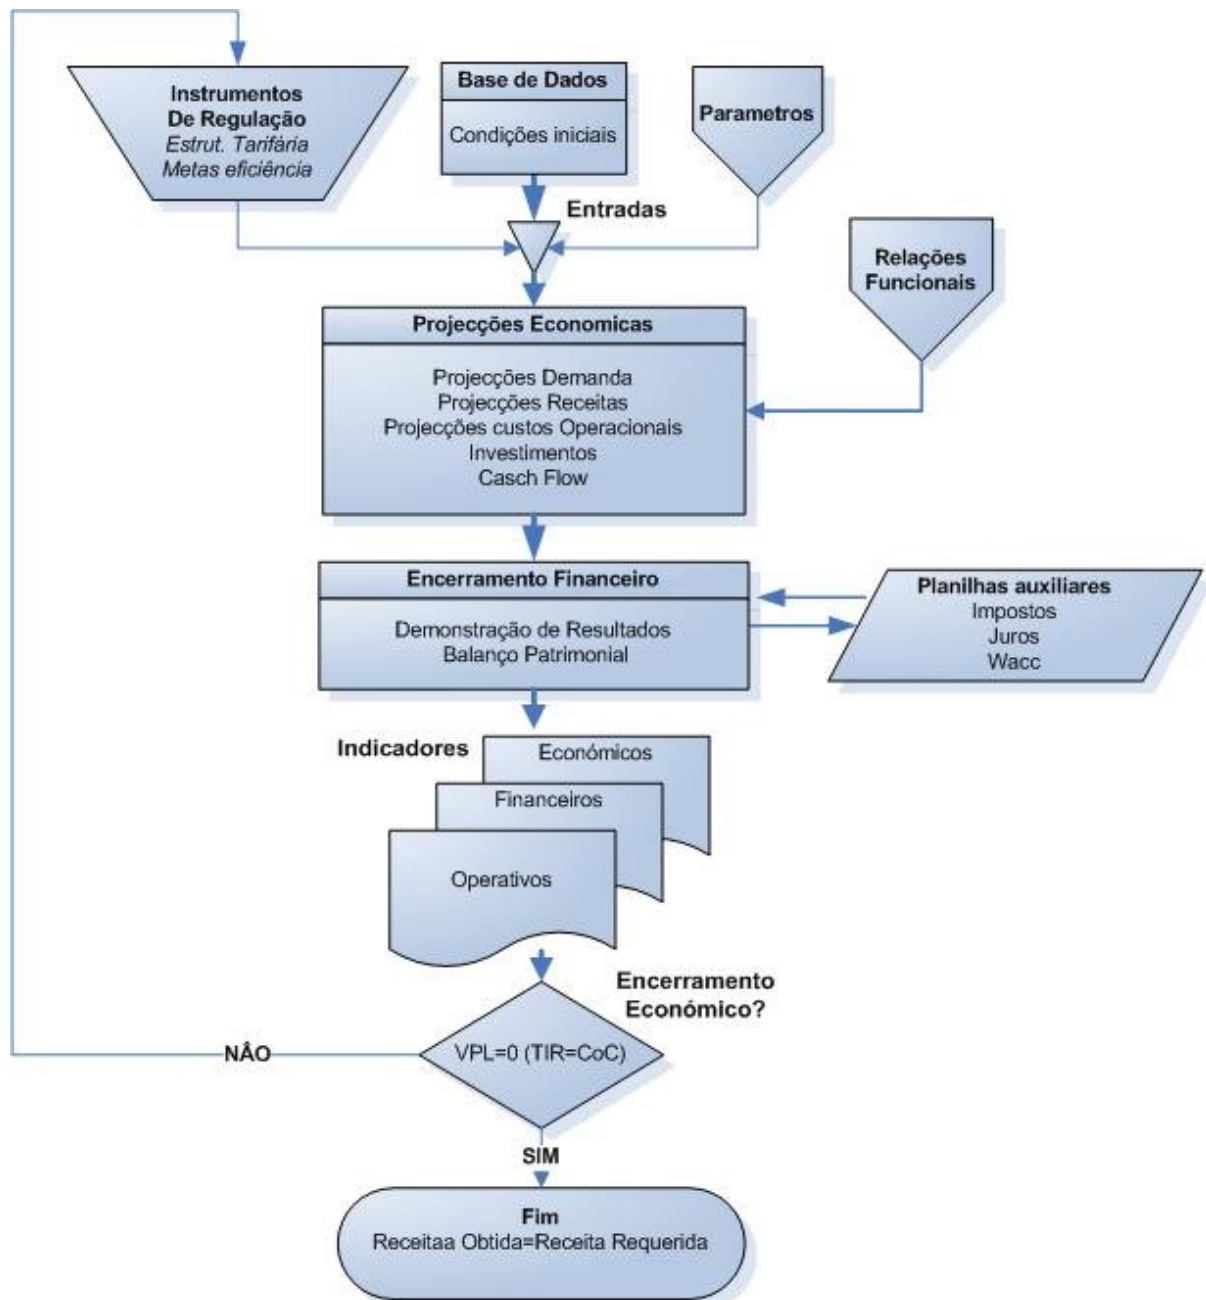 Instrumentos
De Regulação
Estrut. Tarifária
Metas eficiência
Base de Dados
Condições iniciais
Parametros
Entradas
Relações
Funcionais
Projecções Economicas
Projecções Demanda
Projecções Receitas
Projecções custos Operacionais
Investimentos
Casch Flow
Encerramento Financeiro
Demonstração de Resultados
Balanço Patrimonial
Planilhas auxiliares
Impostos
Juros
Wacc
Indicadores
Económicos
Financeiros
Operativos
Encerramento
Económico?
VPL=0 (TIR=CoC)
NÂO
SIM
Fim
Receitaa Obtida=Receita Requerida